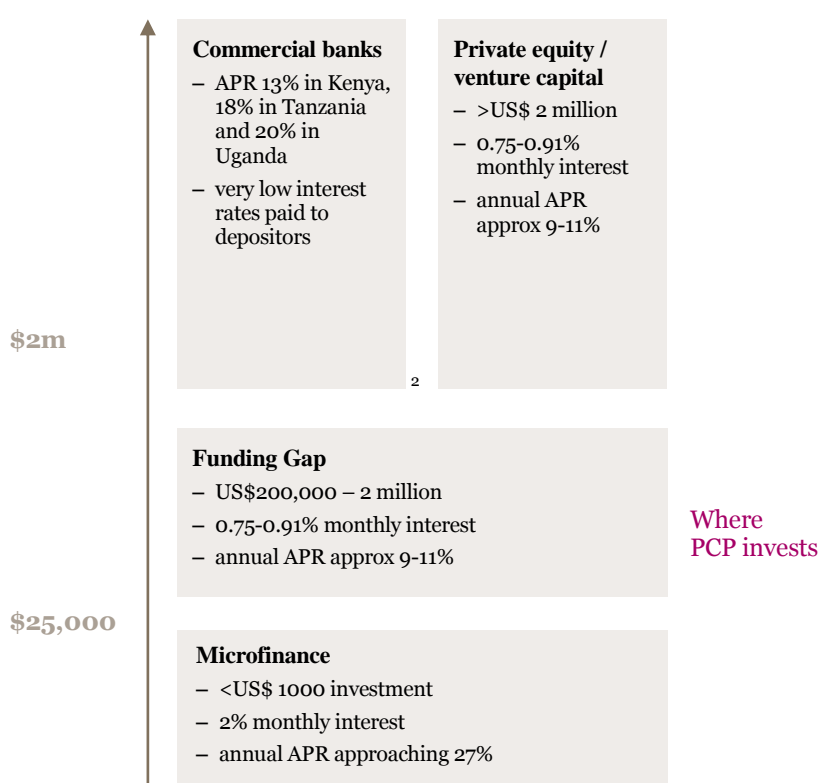 Commercial banks
– APR 13% in Kenya,
18% in Tanzania
and 20% in
Uganda
– very low interest
rates paid to
depositors
Private equity /
venture capital
– >US$ 2 million
– 0.75-0.91%
monthly interest
– annual APR
approx 9-11%
$2m
2
Funding Gap
– US$200,000 – 2 million
– 0.75-0.91% monthly interest
– annual APR approx 9-11%
Where
PCP invests
$25,000
Microfinance
– <US$ 1000 investment
– 2% monthly interest
– annual APR approaching 27%